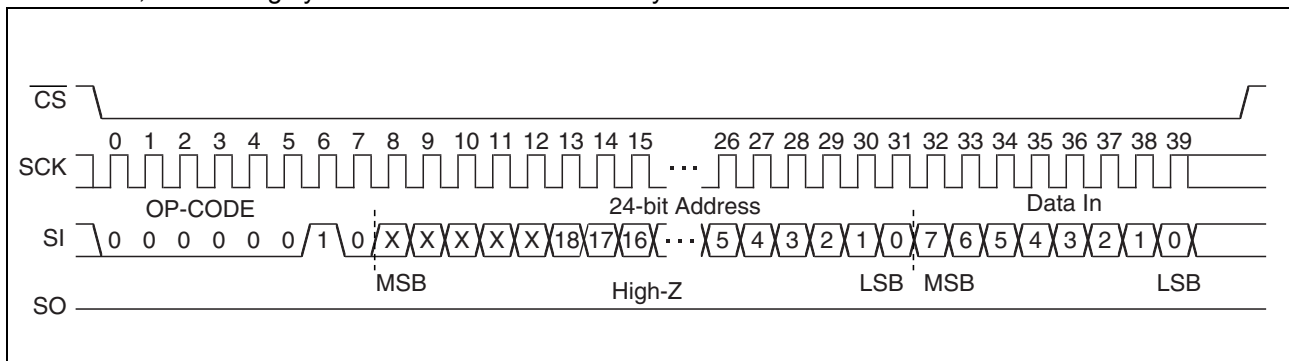 CS
0 1 2 3 4 5 6 7 8 9 10 11 12 13 14 15 26 27 28 29 30 31 32 33 34 35 36 37 38 39
SCK ...
OP-CODE 24-bit Address Data In
SI 0 0 0 0 0 0 1 0 X X X X X 18 17 16 ... 5 4 3 2 1 0 7 6 5 4 3 2 1 0
MSB High-Z LSB MSB LSB
SO